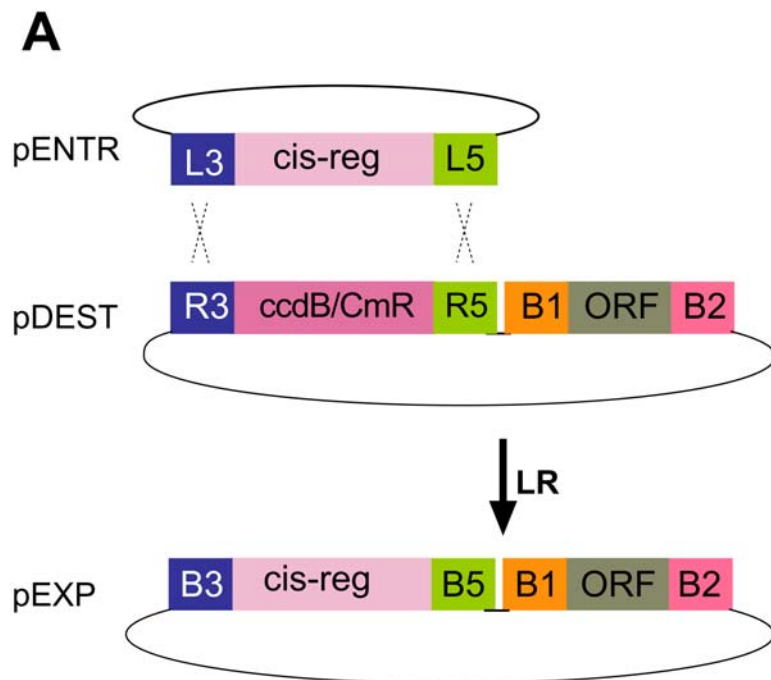 A
pENTR L3 cis-reg L5
pDEST R3 ccdB/CmR R5 B1 ORF B2
LR
pEXP B3 cis-reg B5 B1 ORF B2